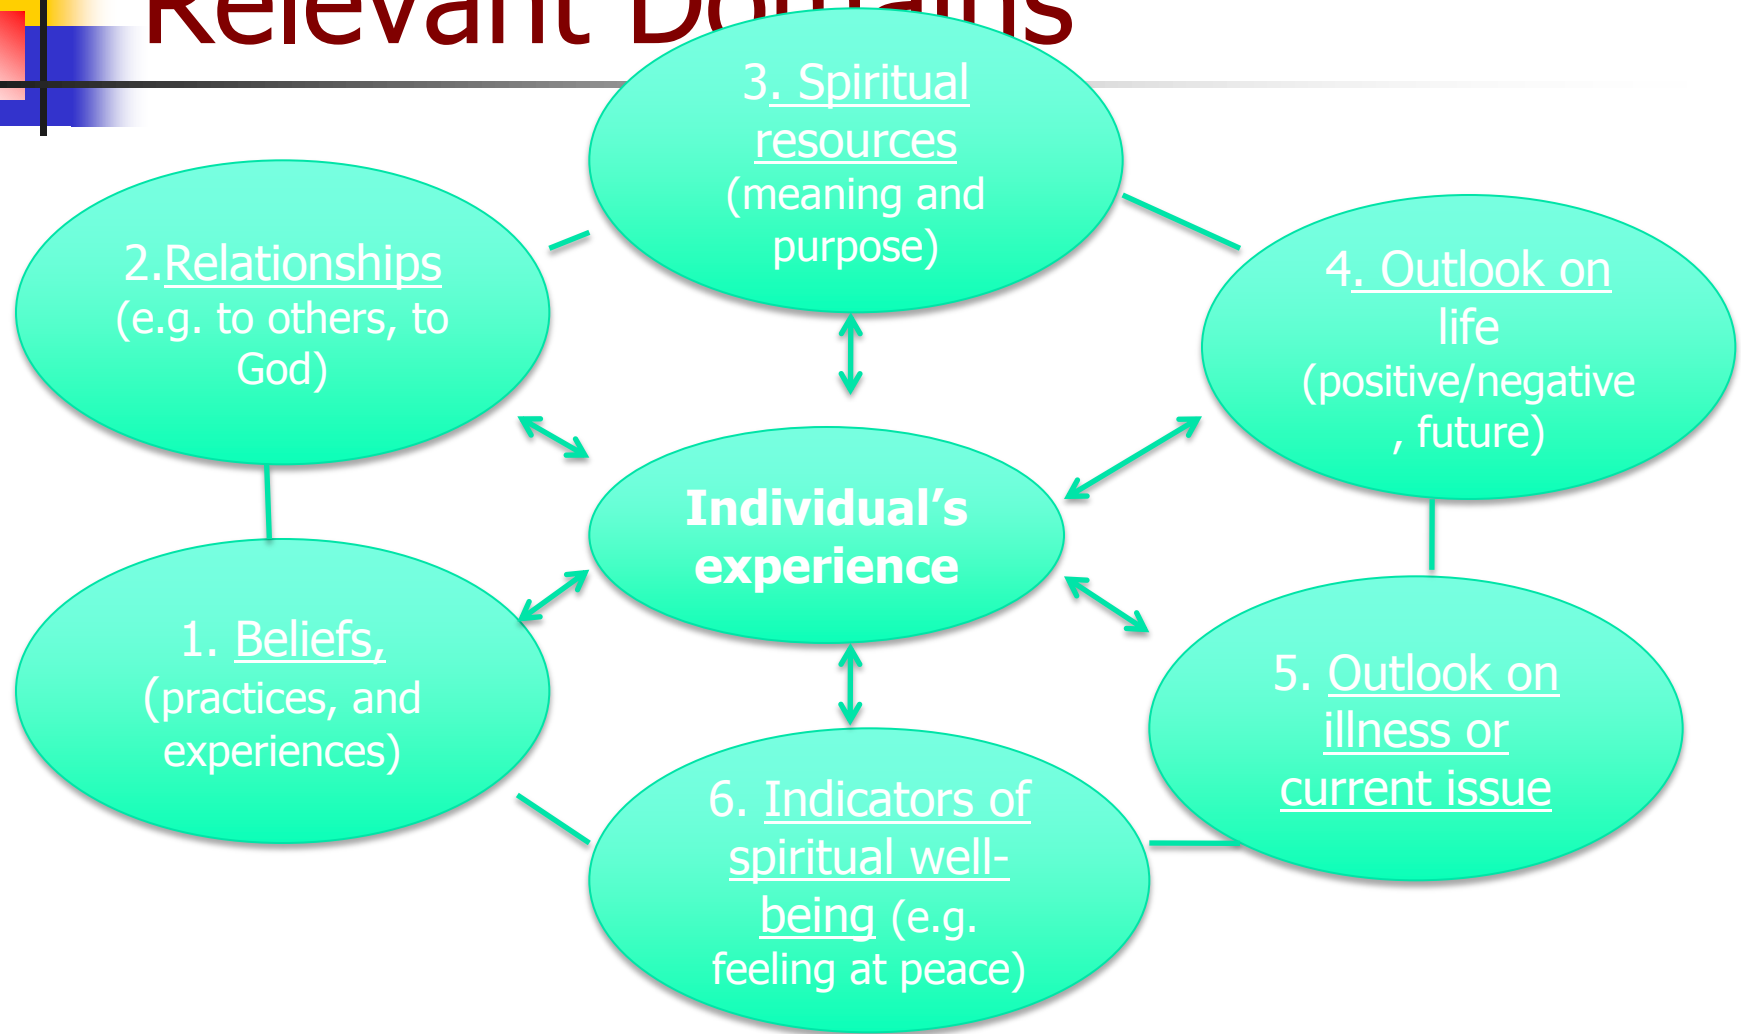 Relevant Domains
3. Spiritual
resources
(meaning and
purpose)
2.Relationships
(e.g. to others, to
God)
4. Outlook on
life
(positive/negative
, future)
Individual’s
experience
1. Beliefs,
(practices, and
experiences)
5. Outlook on
illness or
current issue
6. Indicators of
spiritual well-
being (e.g.
feeling at peace)